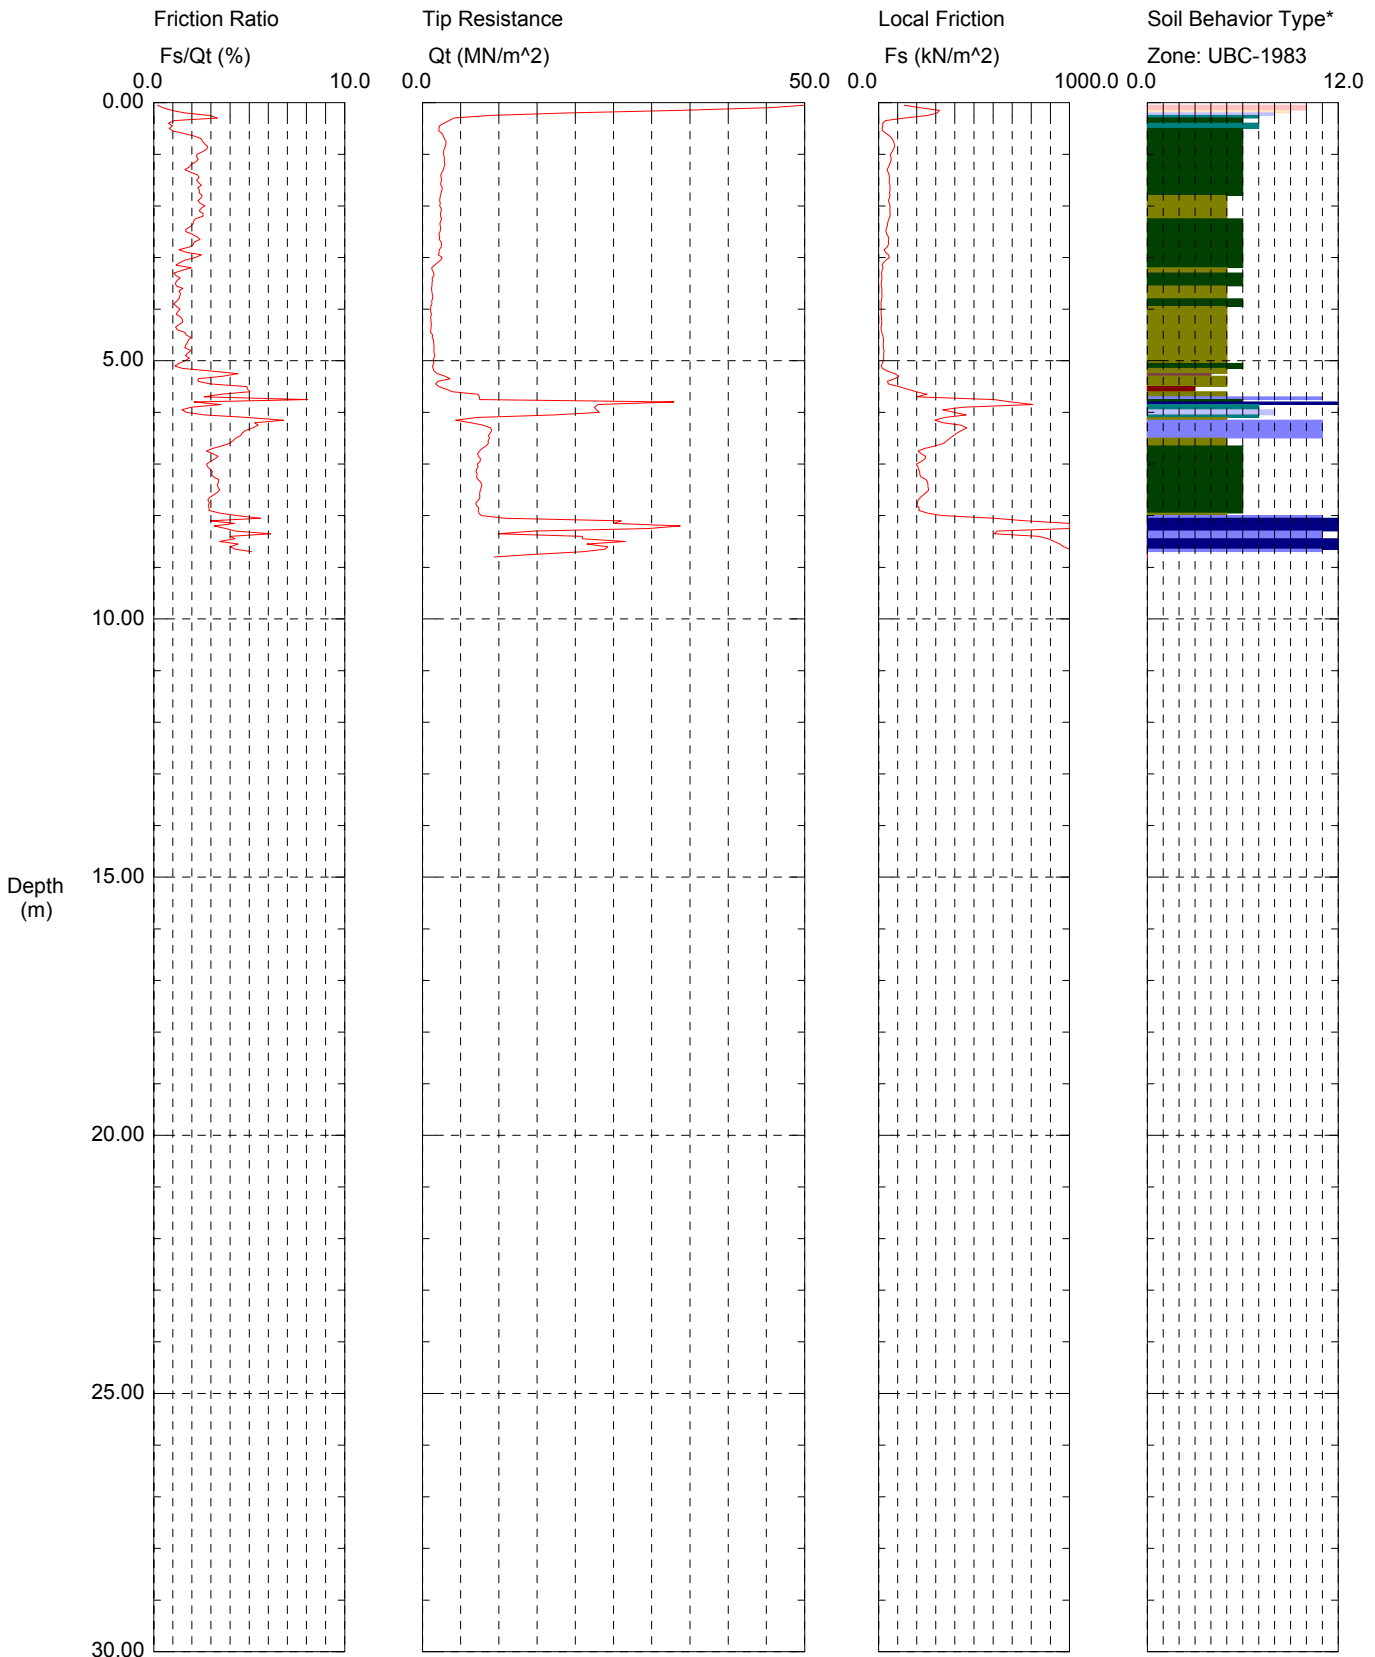 Friction Ratio Tip Resistance Local Friction Soil Behavior Type*
Fs/Qt (%) Qt (MN/m^2) Fs (kN/m^2) Zone: UBC-1983
0.0 10.0 0.0 50.0 0.0 1000.0 0.0 12.0
0.00
5.00
10.00
15.00
Depth
(m)
20.00
25.00
30.00